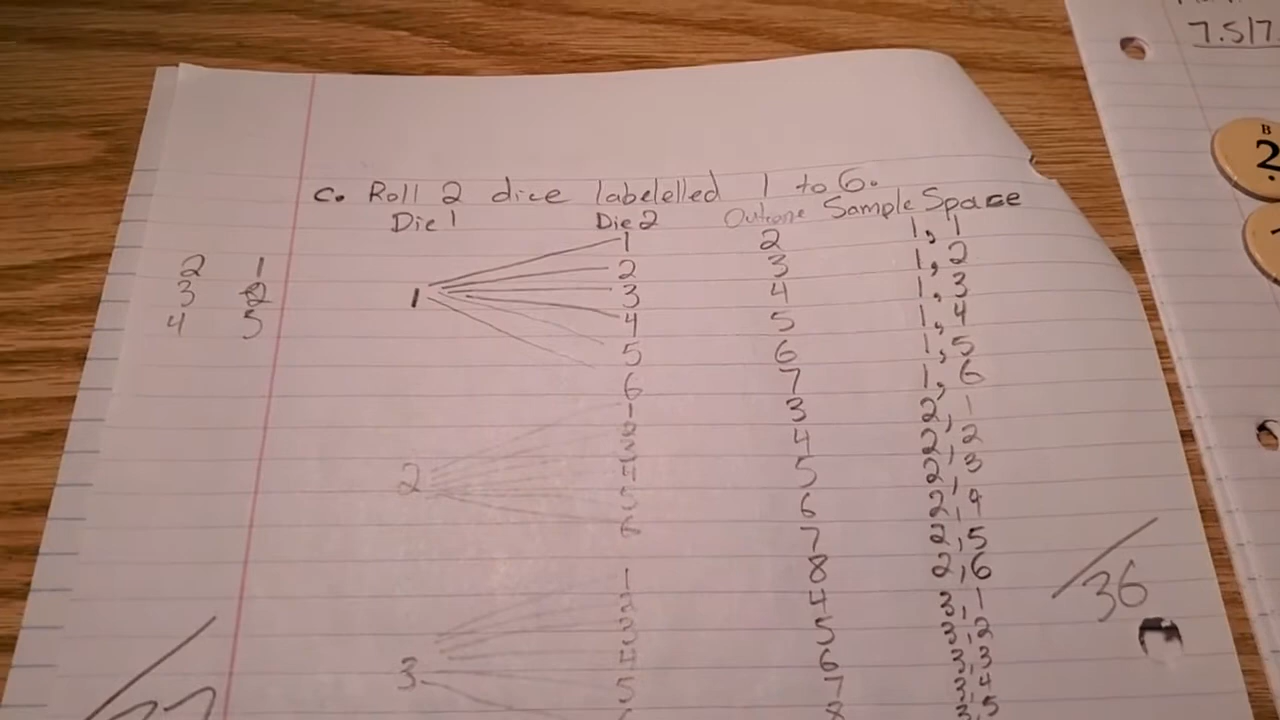 c. Roll 2 dice labelelled 1 to 6.
Die 1 Die 2 Outcome Sample Space
1 2 1, 1
2 1 2 3 1, 2
3 2 1 3 4 1, 3
4 5 4 5 1, 4
5 6 1, 5
6 7 1, 6
1 3 2, 1
2 4 2, 2
3 5 2, 3
2 4 6 2, 4
5 7 2, 5
6 8 2, 6
1 4 3, 1
2 5 3, 2
3 6 3, 3
3 4 7 3, 4
5 8 3, 5
/36
7.5/7
B
2